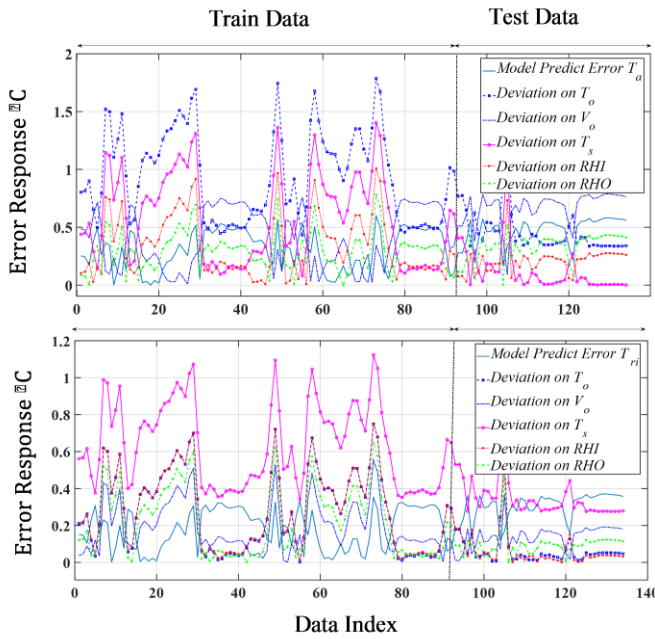 Train Data
Test Data
2
1.5
1
0.5
0
0
20
40
60
80
100
120
Error Response �C
Model Predict Error Ta
Deviation on To
Deviation on Vo
Deviation on Ts
Deviation on RHI
Deviation on RHO
1.2
1
0.8
0.6
0.4
0.2
0
0
20
40
60
80
100
120
140
Error Response �C
Model Predict Error Tri
Deviation on To
Deviation on Vo
Deviation on Ts
Deviation on RHI
Deviation on RHO
Data Index